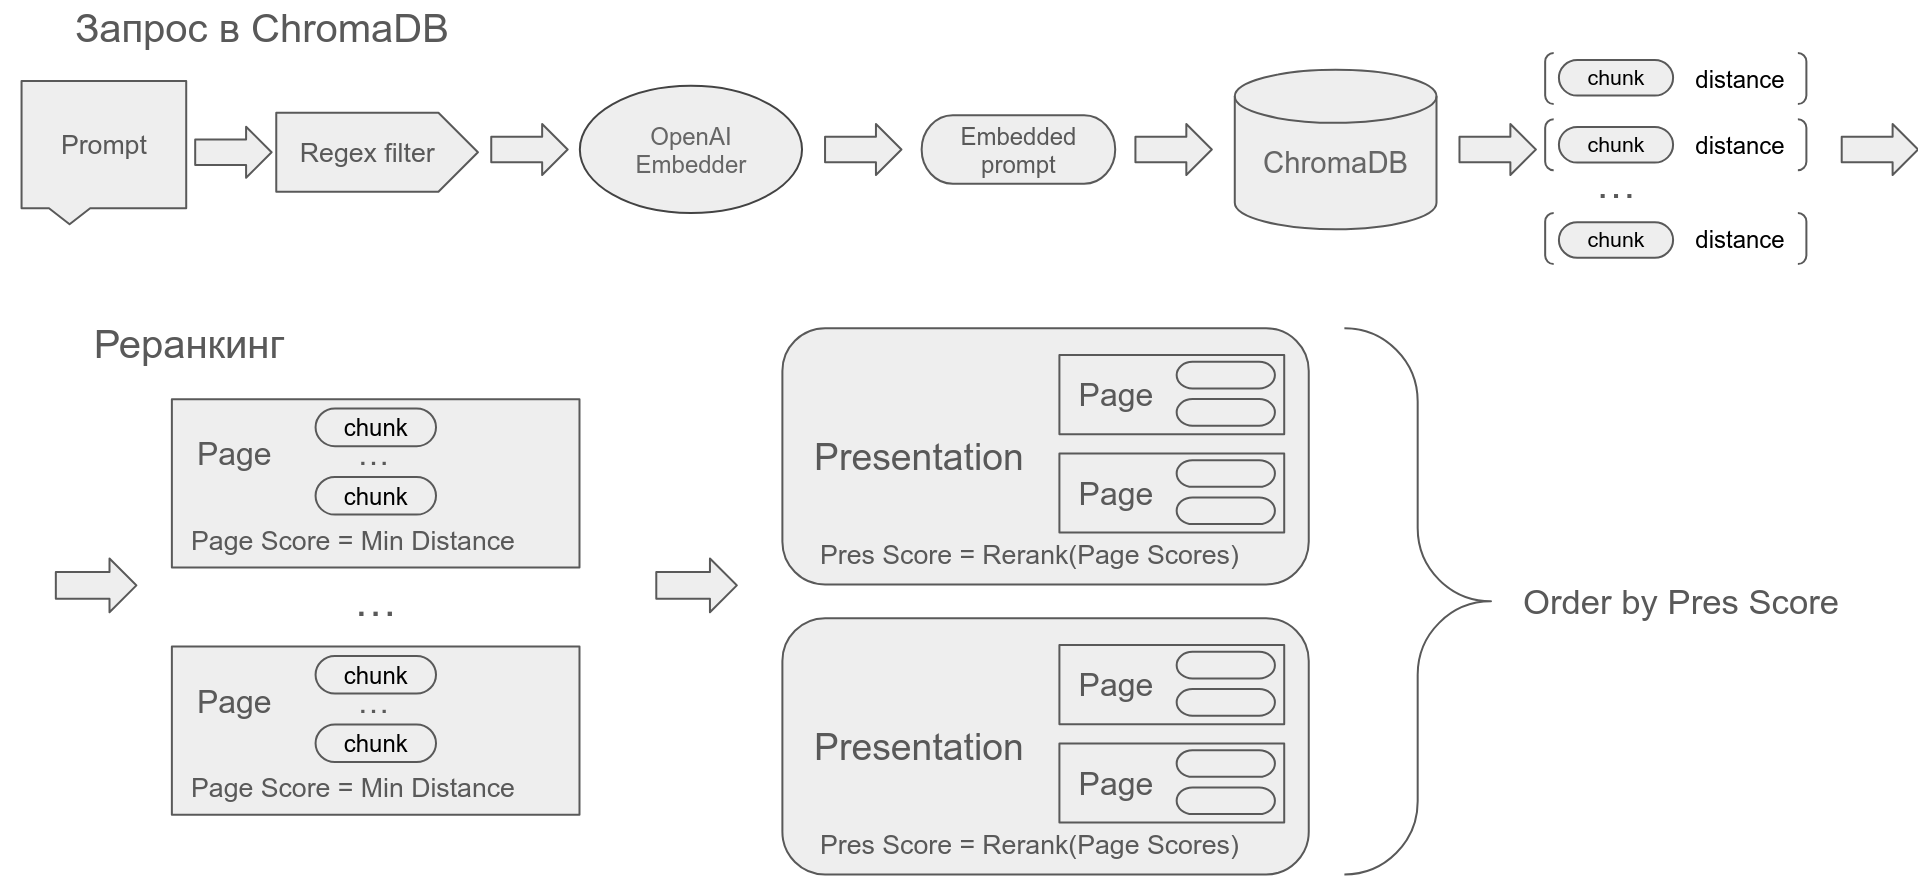 Запрос в ChromaDB
Prompt
Regex filter
OpenAI
Embedder
Embedded
prompt
ChromaDB
chunk distance
chunk distance
...
chunk distance
Реранкинг
Page
chunk
...
chunk
Page Score = Min Distance
...
Page
chunk
...
chunk
Page Score = Min Distance
Presentation
Page
Page
Pres Score = Rerank(Page Scores)
Presentation
Page
Page
Pres Score = Rerank(Page Scores)
Order by Pres Score